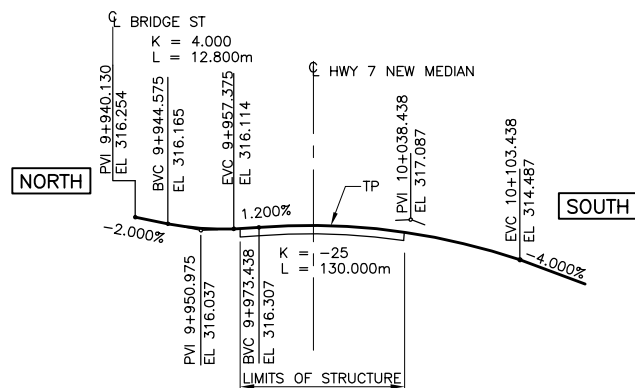 ℄ BRIDGE ST
K = 4.000
L = 12.800m
℄ HWY 7 NEW MEDIAN
PVI 9+940.130
EL 316.254
BVC 9+944.575
EL 316.165
EVC 9+957.375
EL 316.114
PVI 10+038.438
EL 317.087
EVC 10+103.438
EL 314.487
NORTH
TP
SOUTH
-2.000%
1.200%
-4.000%
PVI 9+950.975
EL 316.037
BVC 9+973.438
EL 316.307
K = -25
L = 130.000m
LIMITS OF STRUCTURE